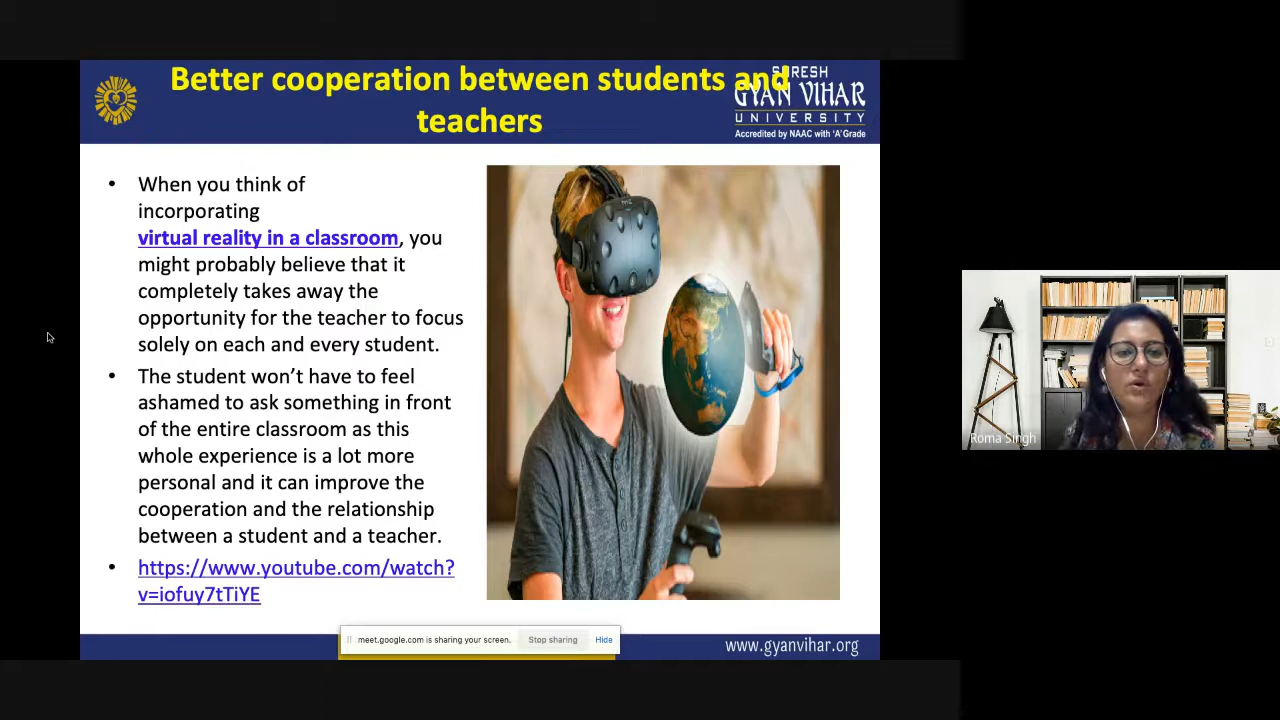 Better cooperation between students and
teachers
SURESH
GYAN VIHAR
UNIVERSITY
Accredited by NAAC with 'A' Grade
• When you think of
incorporating
virtual reality in a classroom, you
might probably believe that it
completely takes away the
opportunity for the teacher to focus
solely on each and every student.
• The student won’t have to feel
ashamed to ask something in front
of the entire classroom as this
whole experience is a lot more
personal and it can improve the
cooperation and the relationship
between a student and a teacher.
• https://www.youtube.com/watch?
v=iofuy7tTiYE
Roma Singh
meet.google.com is sharing your screen.
Stop sharing
Hide
www.gyanvihar.org